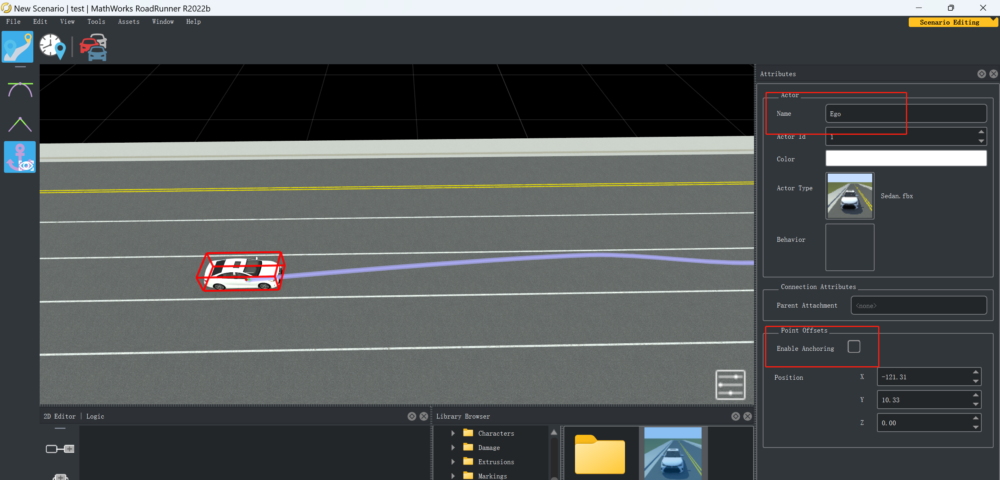 New Scenario | test | MathWorks RoadRunner R2022b
File Edit View Tools Assets Window Help
Scenario Editing
Attributes
Actor
Name Ego
Actor Id 1
Color
Actor Type Sedan.fbx
Behavior
Connection Attributes
Parent Attachment <none>
Point Offsets
Enable Anchoring
Position X -121.31
Y 10.33
Z 0.00
2D Editor | Logic
Library Browser
Characters
Damage
Extrusions
Markings